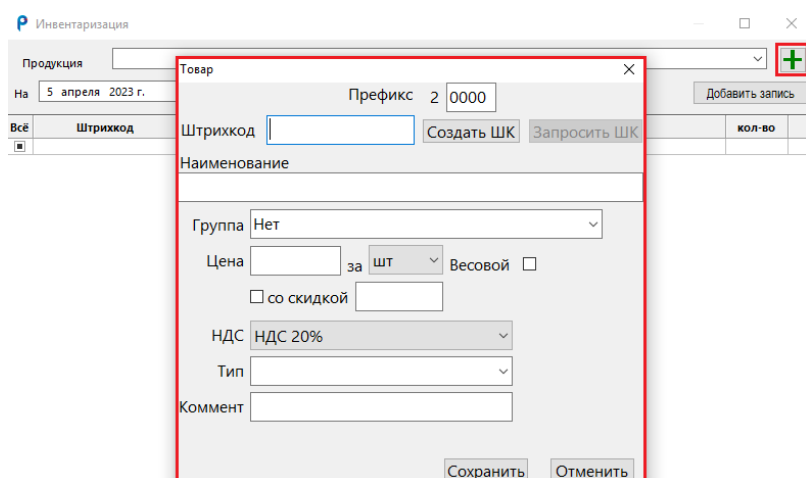 Инвентаризация
Продукция
Товар
На 5 апреля 2023 г.
Добавить запись
Префикс 2 0000
Всё Штрихкод кол-во
Штрихкод Создать ШК Запросить ШК
Наименование
Группа Нет
Цена за шт Весовой
со скидкой
НДС НДС 20%
Тип
Коммент
Сохранить Отменить